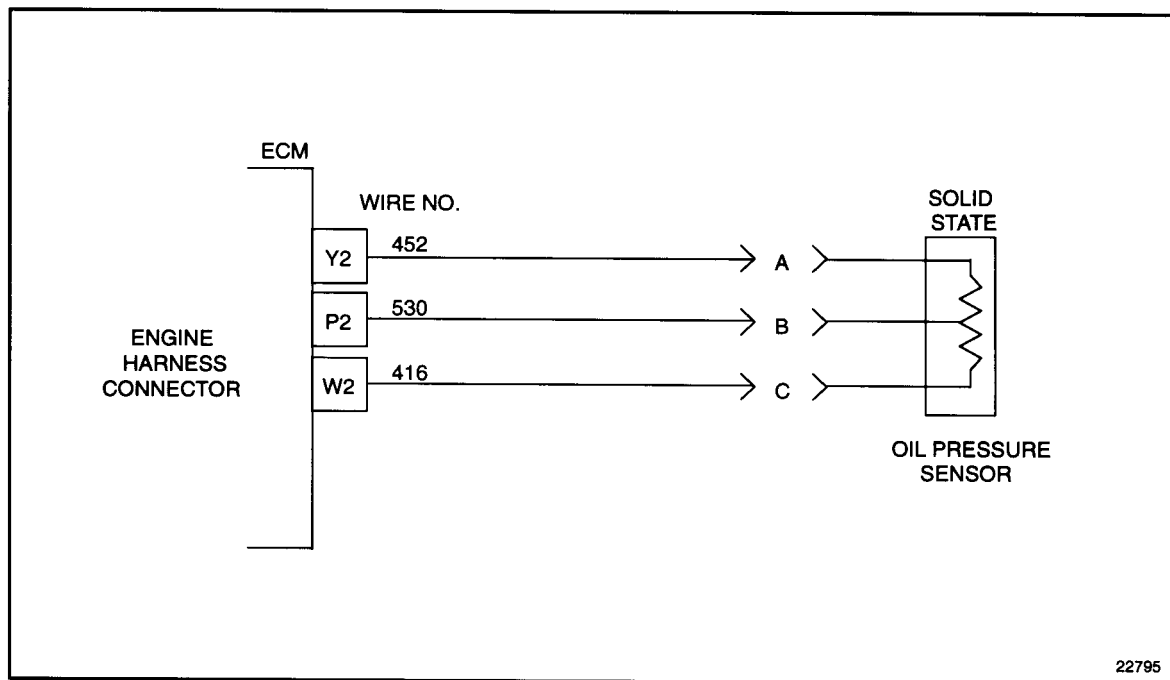 ECM
WIRE NO.
SOLID
STATE
Y2
452
A
P2
530
B
W2
416
C
ENGINE
HARNESS
CONNECTOR
OIL PRESSURE
SENSOR
22795